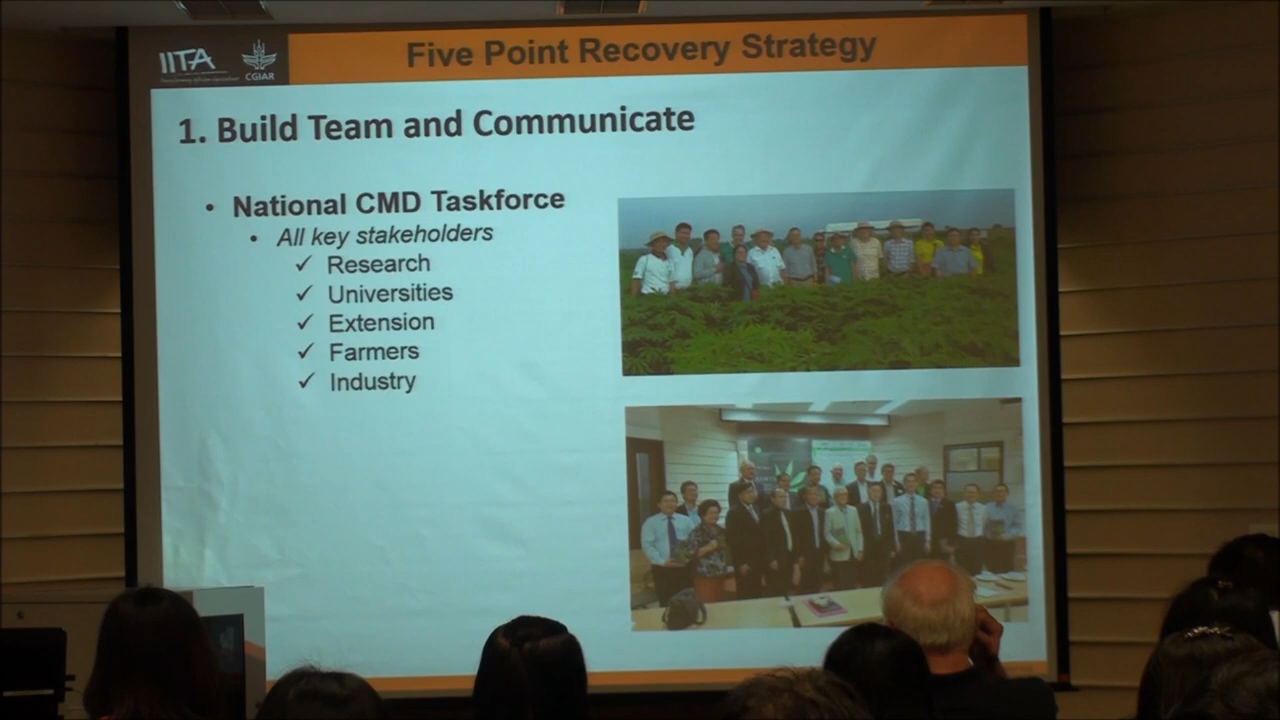 IITA
CGIAR
Five Point Recovery Strategy
1. Build Team and Communicate
• National CMD Taskforce
• All key stakeholders
✓ Research
✓ Universities
✓ Extension
✓ Farmers
✓ Industry